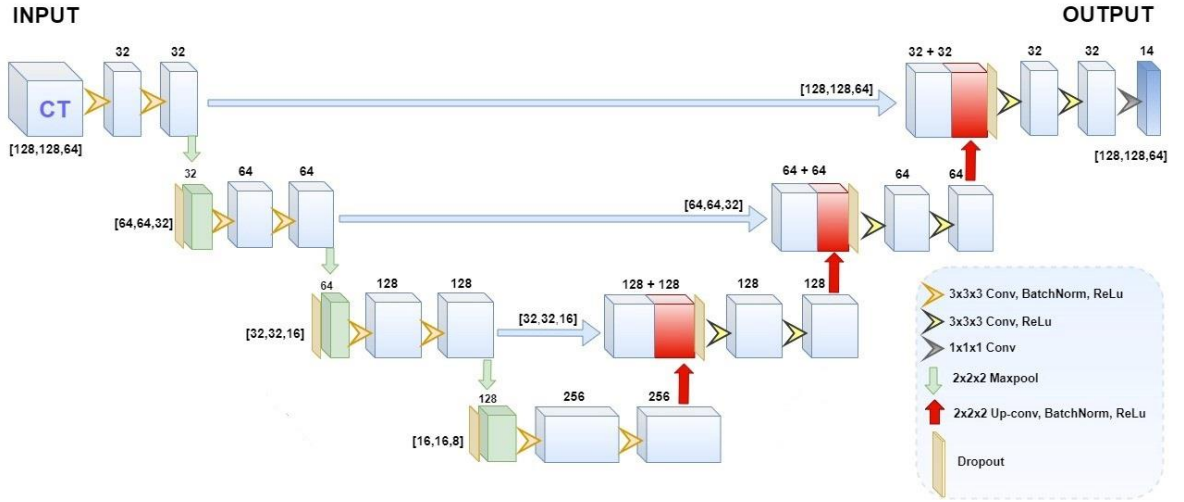 INPUT
OUTPUT
32
32
32 + 32
32
32
14
CT
[128,128,64]
[128,128,64]
[128,128,64]
32
64
64
64 + 64
64
64
[64,64,32]
[64,64,32]
64
128
128
128 + 128
128
128
[32,32,16]
[32,32,16]
128
256
256
[16,16,8]
3x3x3 Conv, BatchNorm, ReLu
3x3x3 Conv, ReLu
1x1x1 Conv
2x2x2 Maxpool
2x2x2 Up-conv, BatchNorm, ReLu
Dropout